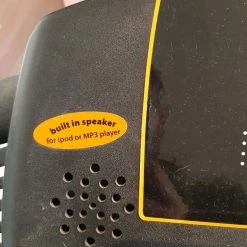 built in speaker
for ipod or MP3 player